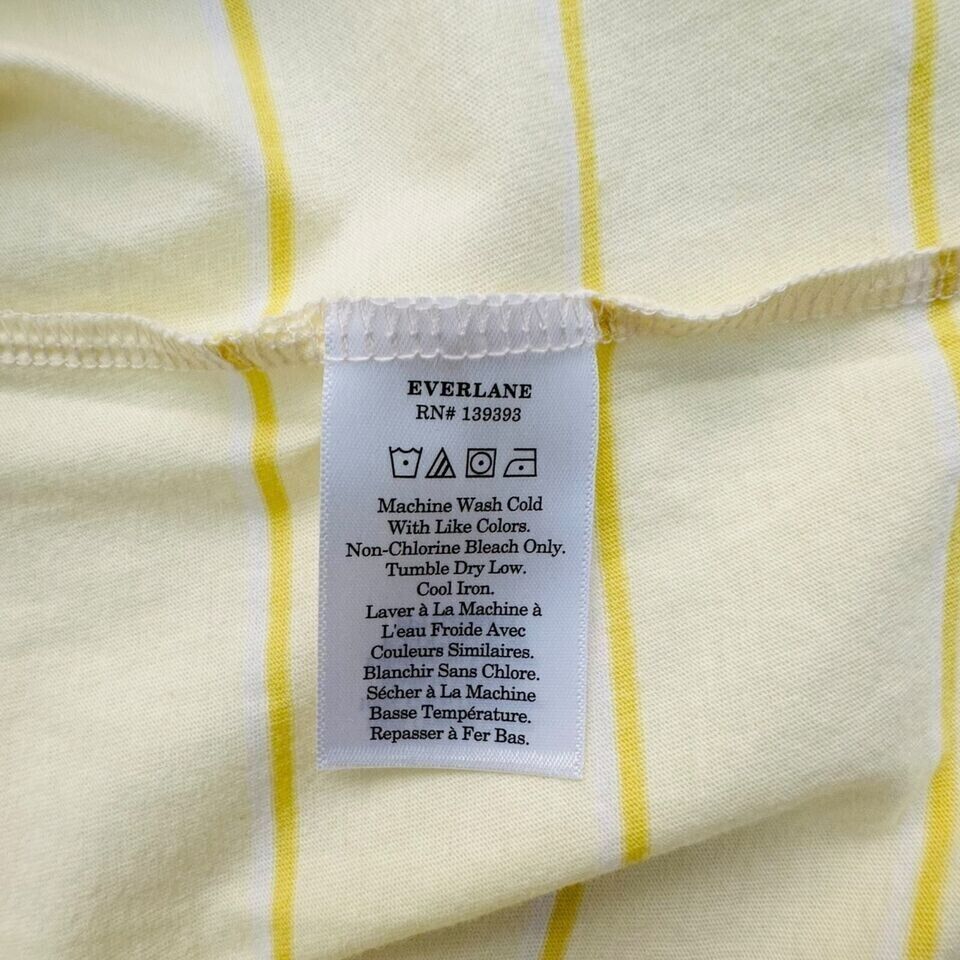 EVERLANE
RN# 139393
Machine Wash Cold
With Like Colors.
Non-Chlorine Bleach Only.
Tumble Dry Low.
Cool Iron.
Laver à La Machine à
L'eau Froide Avec
Couleurs Similaires.
Blanchir Sans Chlore.
Sécher à La Machine
Basse Température.
Repasser à Fer Bas.